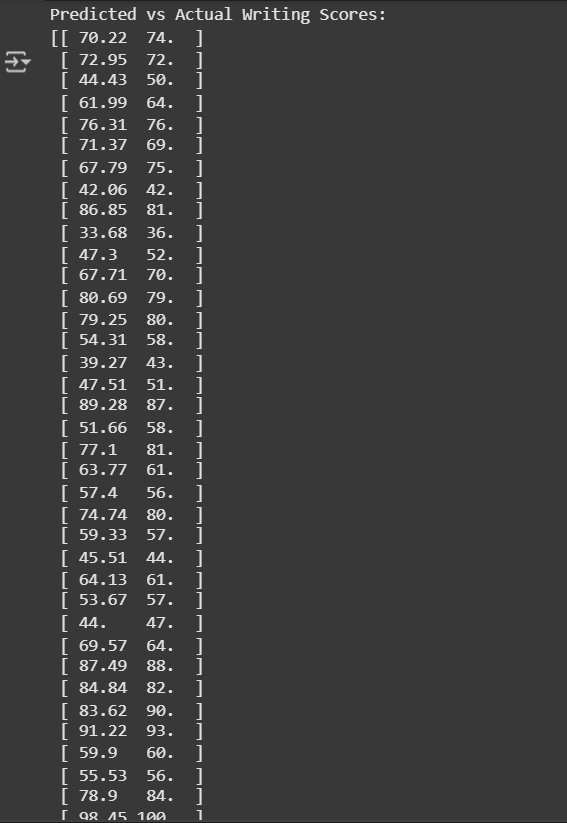 Predicted vs Actual Writing Scores:
[[ 70.22  74.  ]
 [ 72.95  72.  ]
 [ 44.43  50.  ]
 [ 61.99  64.  ]
 [ 76.31  76.  ]
 [ 71.37  69.  ]
 [ 67.79  75.  ]
 [ 42.06  42.  ]
 [ 86.85  81.  ]
 [ 33.68  36.  ]
 [ 47.3   52.  ]
 [ 67.71  70.  ]
 [ 80.69  79.  ]
 [ 79.25  80.  ]
 [ 54.31  58.  ]
 [ 39.27  43.  ]
 [ 47.51  51.  ]
 [ 89.28  87.  ]
 [ 51.66  58.  ]
 [ 77.1   81.  ]
 [ 63.77  61.  ]
 [ 57.4   56.  ]
 [ 74.74  80.  ]
 [ 59.33  57.  ]
 [ 45.51  44.  ]
 [ 64.13  61.  ]
 [ 53.67  57.  ]
 [ 44.    47.  ]
 [ 69.57  64.  ]
 [ 87.49  88.  ]
 [ 84.84  82.  ]
 [ 83.62  90.  ]
 [ 91.22  93.  ]
 [ 59.9   60.  ]
 [ 55.53  56.  ]
 [ 78.9   84.  ]
 [ 98.45 100.  ]